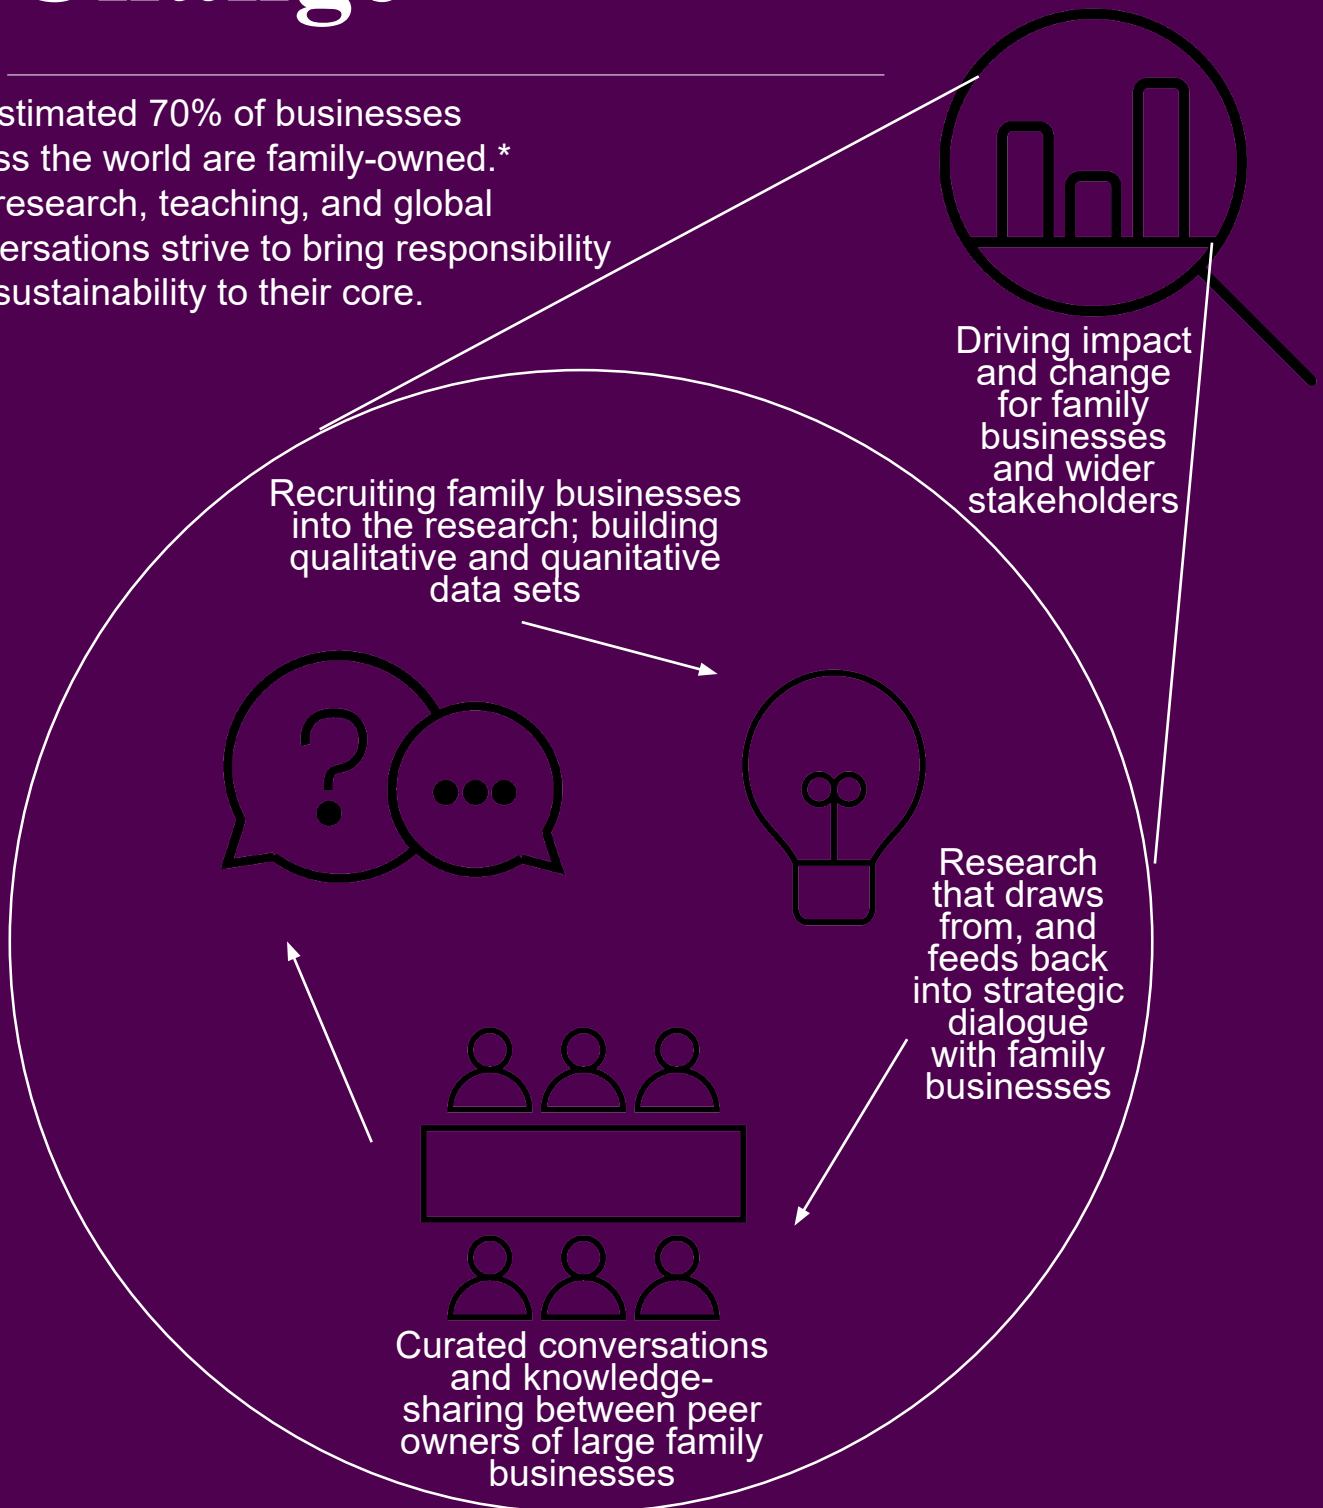 stimated 70% of businesses
ss the world are family-owned.*
research, teaching, and global
ersations strive to bring responsibility
sustainability to their core.
Driving impact
and change
for family
businesses
and wider
stakeholders
Recruiting family businesses
into the research; building
qualitative and quanitative
data sets
?
Research
that draws
from, and
feeds back
into strategic
dialogue
with family
businesses
Curated conversations
and knowledge-
sharing between peer
owners of large family
businesses